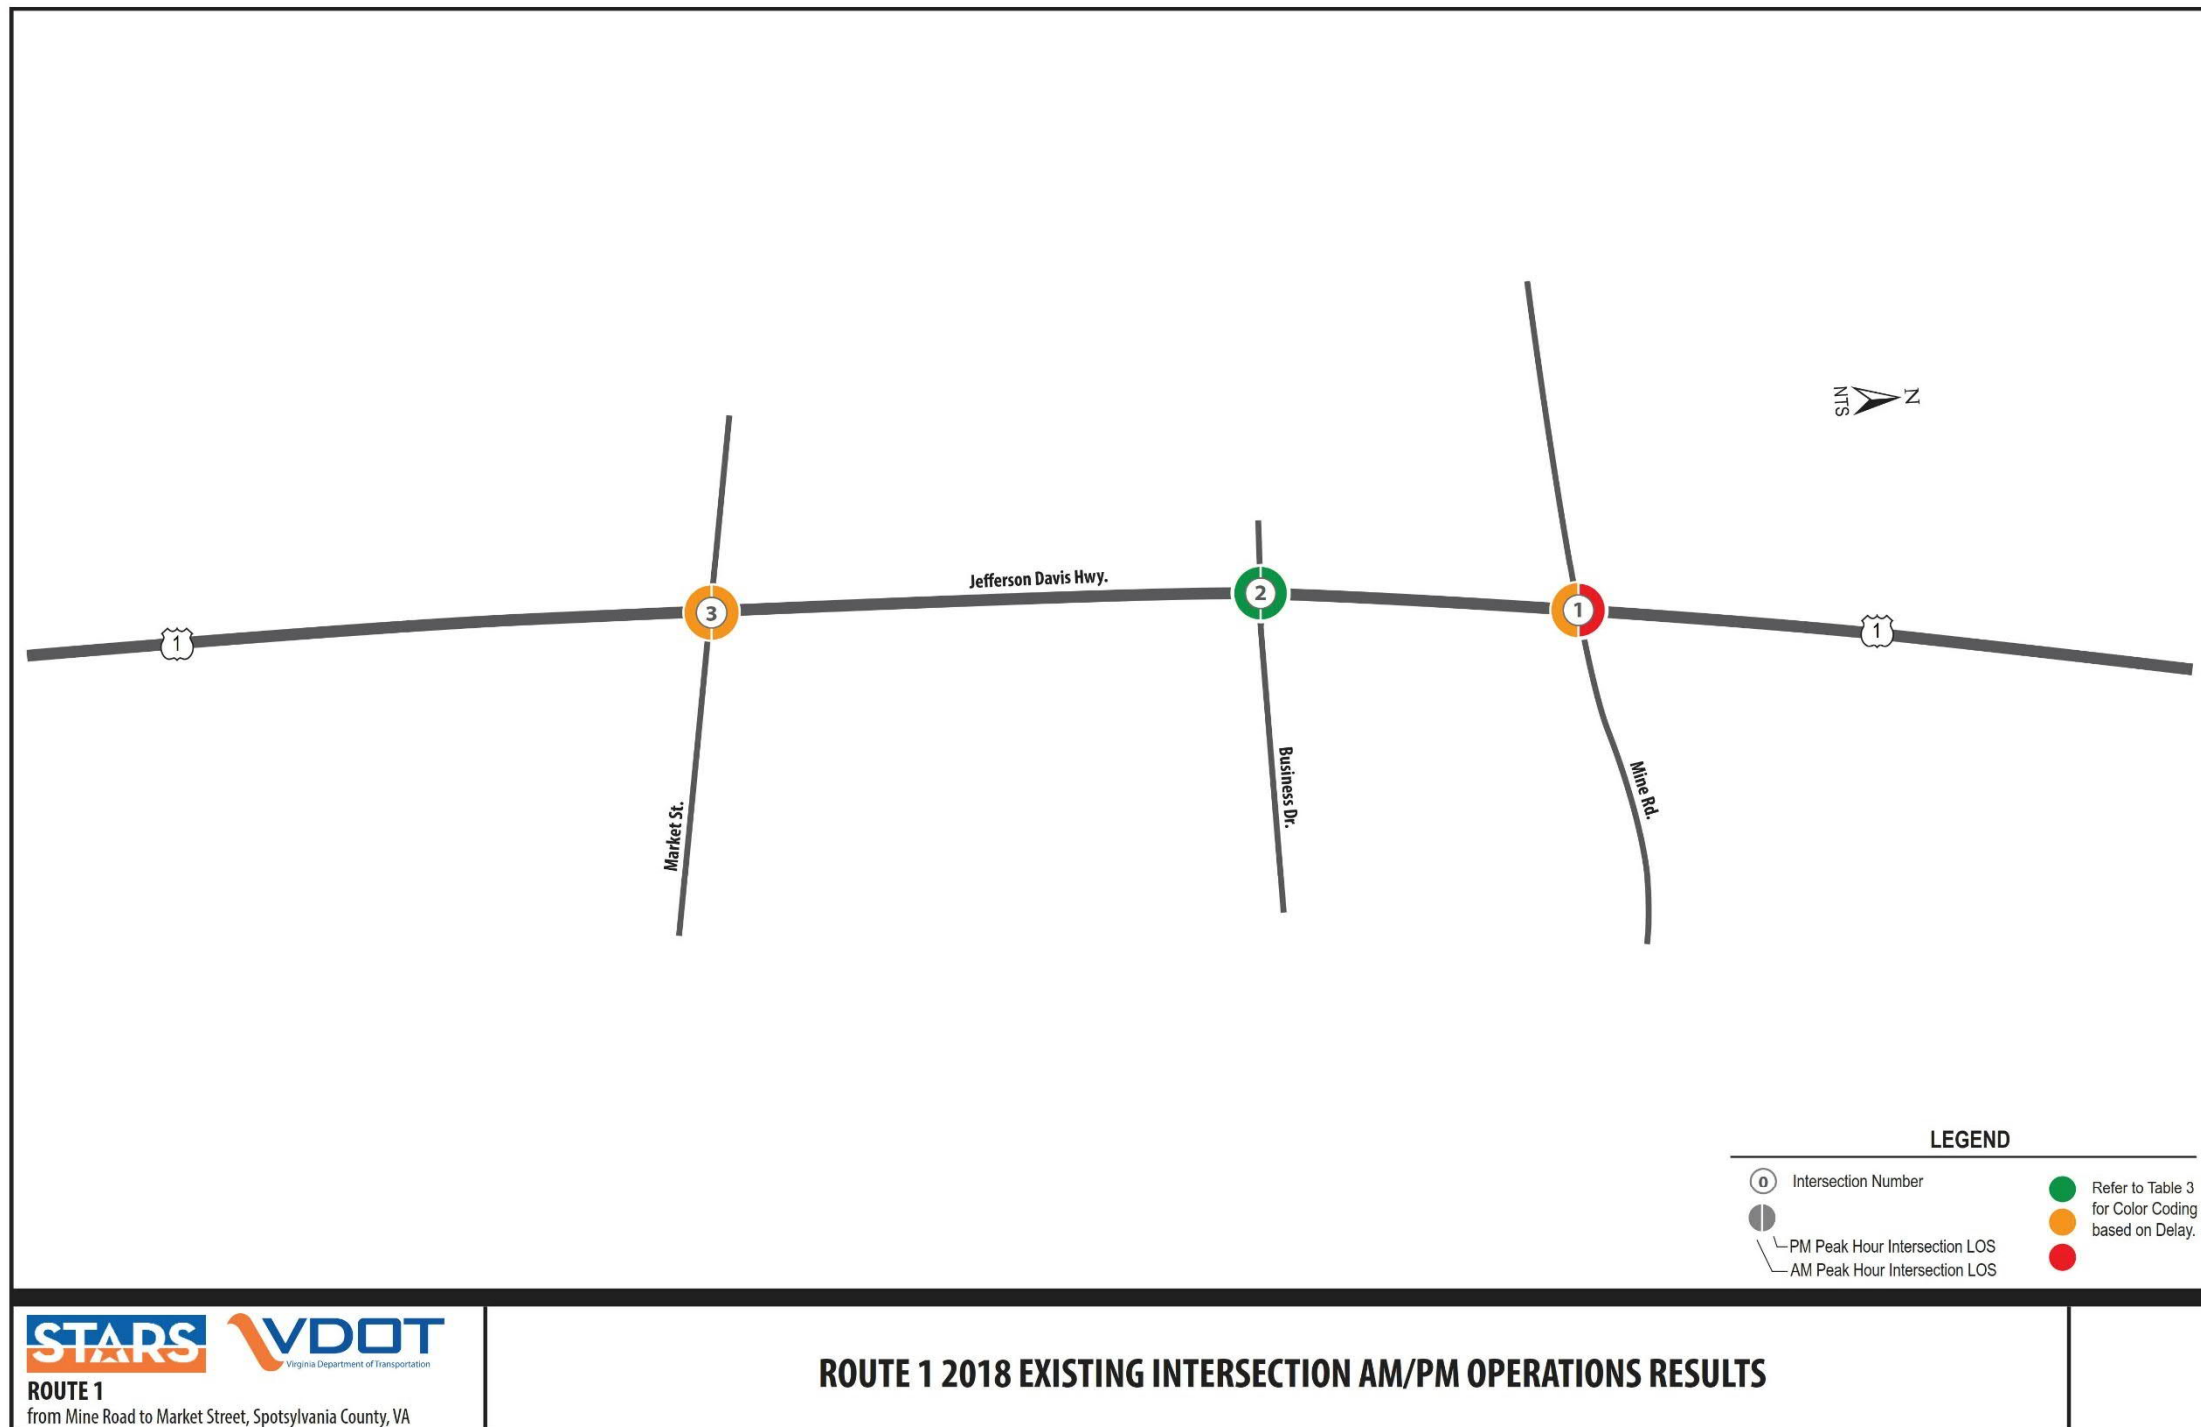 N
NTS
Jefferson Davis Hwy.
3
2
1
1
1
Market St.
Business Dr.
Mine Rd.
LEGEND
0 Intersection Number
PM Peak Hour Intersection LOS
AM Peak Hour Intersection LOS
Refer to Table 3
for Color Coding
based on Delay.
STARS
VDOT
Virginia Department of Transportation
ROUTE 1
from Mine Road to Market Street, Spotsylvania County, VA
ROUTE 1 2018 EXISTING INTERSECTION AM/PM OPERATIONS RESULTS